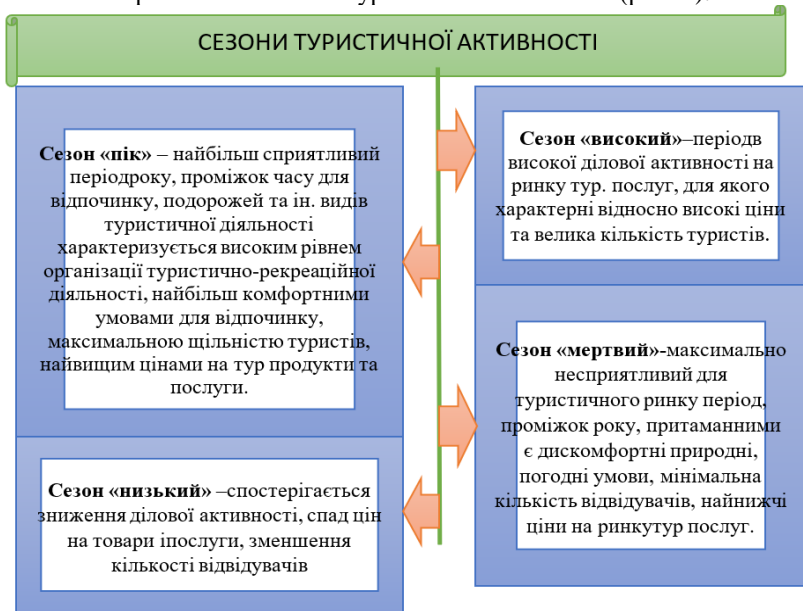 СЕЗОНИ ТУРИСТИЧНОЇ АКТИВНОСТІ
Сезон «пік» – найбільш сприятливий
періодроку, проміжок часу для
відпочинку, подорожей та ін. видів
туристичної діяльності
характеризується високим рівнем
організації туристично-рекреаційної
діяльності, найбільш комфортними
умовами для відпочинку,
максимальною щільністю туристів,
найвищим цінами на тур продукти та
послуги.
Сезон «високий»–періодв
високої ділової активності на
ринку тур. послуг, для якого
характерні відносно високі ціни
та велика кількість туристів.
Сезон «низький» –спостерігається
зниження ділової активності, спад цін
на товари іпослуги, зменшення
кількості відвідувачів
Сезон «мертвий»-максимально
несприятливий для
туристичного ринку період,
проміжок року, притаманними
є дискомфортні природні,
погодні умови, мінімальна
кількість відвідувачів, найнижчі
ціни на ринкутур послуг.